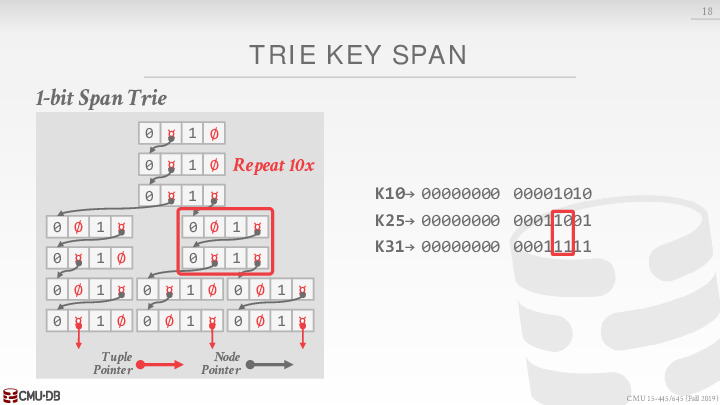 18
TRIE KEY SPAN
1-bit Span Trie
0 ¤ 1 Ø
0 ¤ 1 Ø Repeat 10x
0 ¤ 1 ¤
K10→ 00000000 00001010
0 Ø 1 ¤ 0 Ø 1 ¤
K25→ 00000000 00011001
K31→ 00000000 00011111
0 ¤ 1 Ø 0 ¤ 1 ¤
0 Ø 1 ¤ 0 ¤ 1 Ø 0 Ø 1 ¤
0 ¤ 1 Ø 0 Ø 1 ¤ 0 Ø 1 ¤
Tuple Pointer
Node Pointer
CMU·DB
CMU 15-445/645 (Fall 2019)